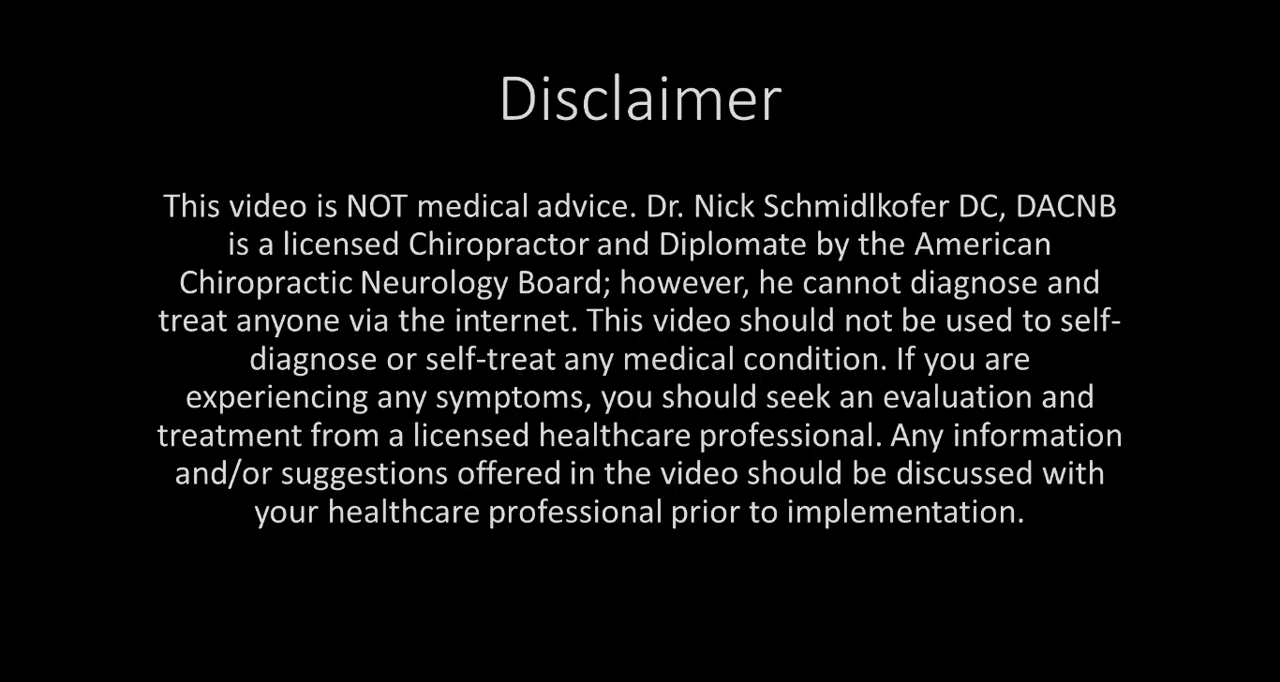 Disclaimer
This video is NOT medical advice. Dr. Nick Schmidlkofer DC, DACNB
is a licensed Chiropractor and Diplomate by the American
Chiropractic Neurology Board; however, he cannot diagnose and
treat anyone via the internet. This video should not be used to self-
diagnose or self-treat any medical condition. If you are
experiencing any symptoms, you should seek an evaluation and
treatment from a licensed healthcare professional. Any information
and/or suggestions offered in the video should be discussed with
your healthcare professional prior to implementation.